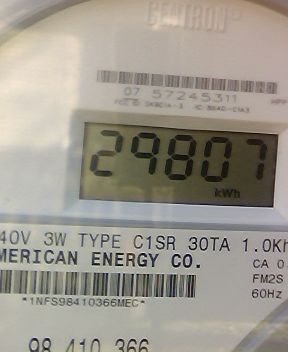 CENTRON®
07 57245311 HPP
29807
kWh
40V 3W TYPE C1SR 30TA 1.0Kh
MERICAN ENERGY CO.
CA 0
FM2S
60Hz
*1NFS98410366MEC*
98 410 366